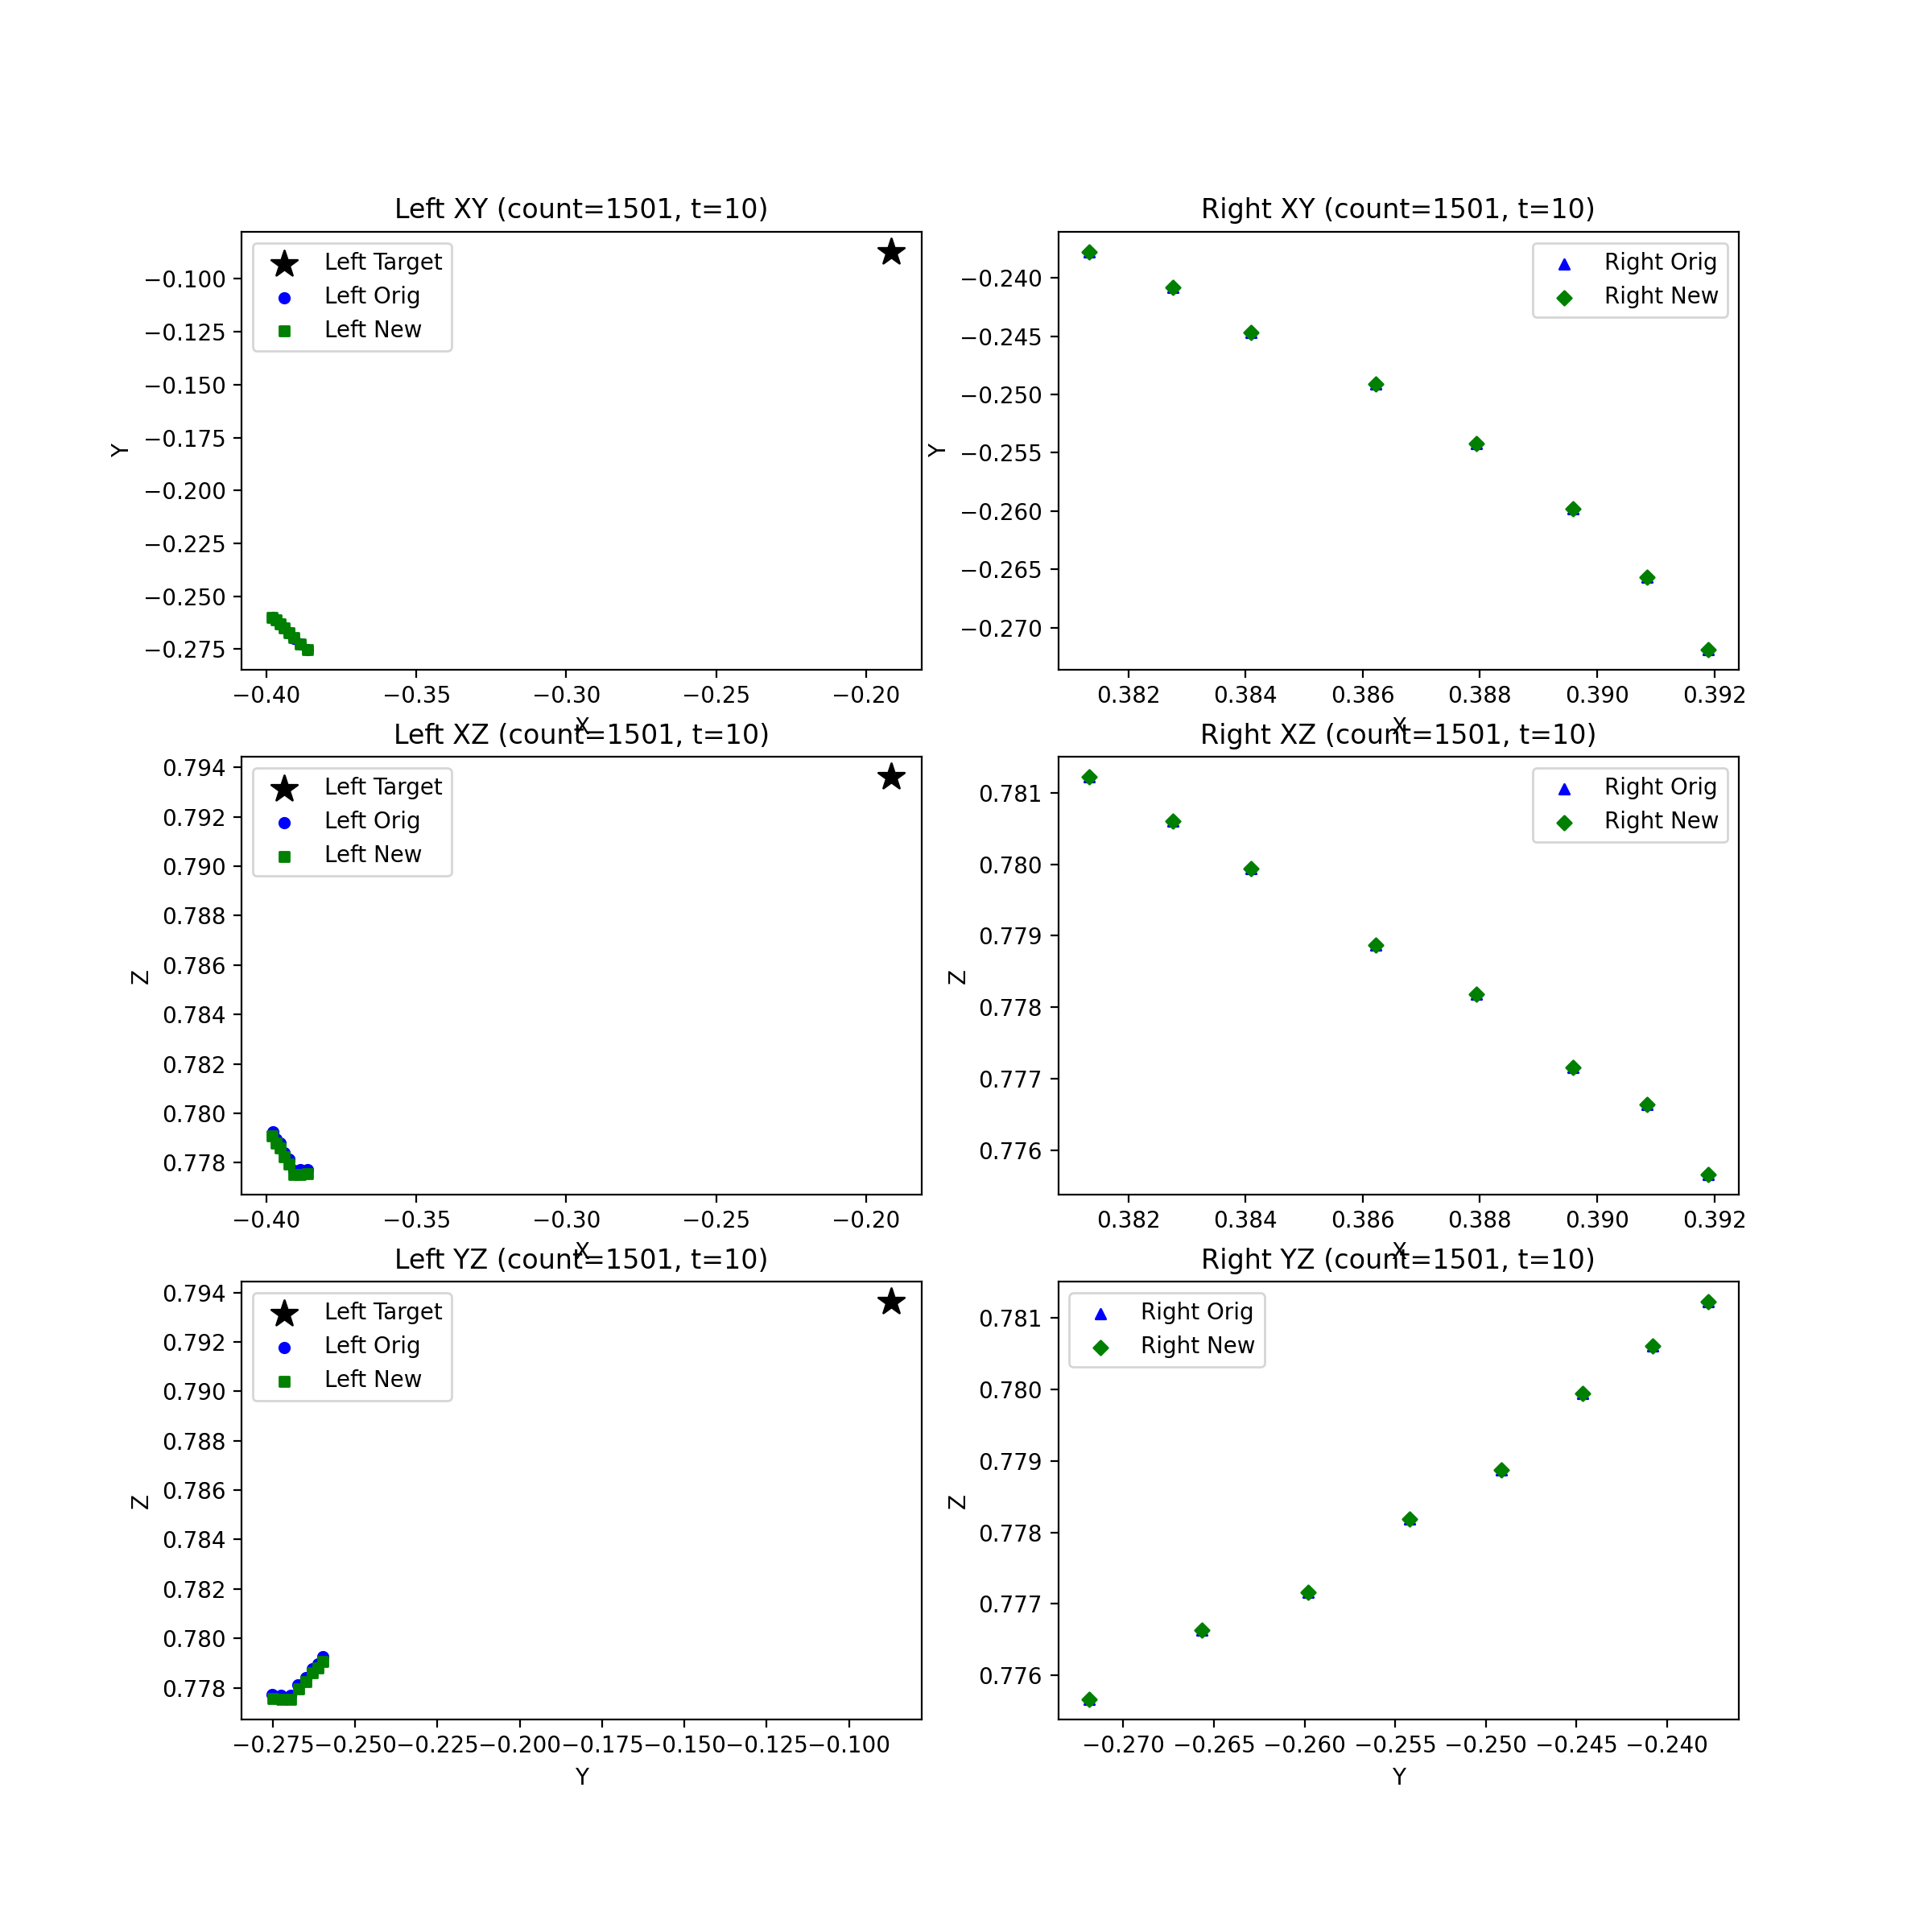 Left XY (count=1501, t=10)
Left Target
Left Orig
Left New
−0.100
−0.125
−0.150
−0.175
−0.200
−0.225
−0.250
−0.275
Y
−0.40 −0.35 −0.30 −0.25 −0.20
X
Right XY (count=1501, t=10)
Right Orig
Right New
−0.240
−0.245
−0.250
−0.255
−0.260
−0.265
−0.270
Y
0.382 0.384 0.386 0.388 0.390 0.392
X
Left XZ (count=1501, t=10)
Left Target
Left Orig
Left New
0.794
0.792
0.790
0.788
0.786
0.784
0.782
0.780
0.778
Z
−0.40 −0.35 −0.30 −0.25 −0.20
X
Right XZ (count=1501, t=10)
Right Orig
Right New
0.781
0.780
0.779
0.778
0.777
0.776
Z
0.382 0.384 0.386 0.388 0.390 0.392
X
Left YZ (count=1501, t=10)
Left Target
Left Orig
Left New
0.794
0.792
0.790
0.788
0.786
0.784
0.782
0.780
0.778
Z
−0.275 −0.250 −0.225 −0.200 −0.175 −0.150 −0.125 −0.100
Y
Right YZ (count=1501, t=10)
Right Orig
Right New
0.781
0.780
0.779
0.778
0.777
0.776
Z
−0.270 −0.265 −0.260 −0.255 −0.250 −0.245 −0.240
Y